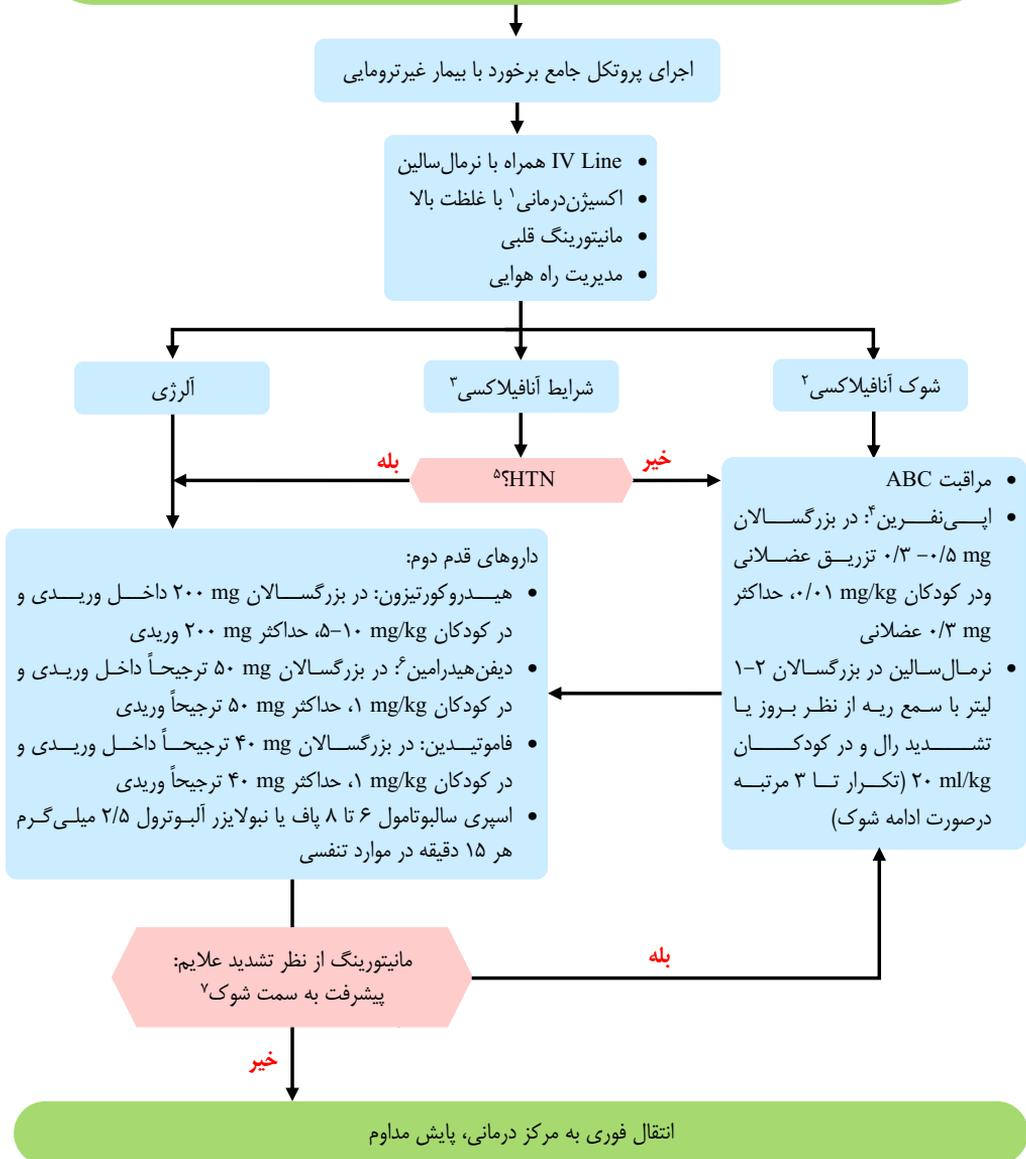 اجرای پروتکل جامع برخورد با بیمار غیرترومایی
• IV Line همراه با نرمال‌سالین
• اکسیژن‌درمانی۱ با غلظت بالا
• مانیتورینگ قلبی
• مدیریت راه هوایی
شوک آنافیلاکسی۲
شرایط آنافیلاکسی۳
آلرژی
خیر
HTN؟۵
بله
• مراقبت ABC
• اپی‌نفرین۴: در بزرگسالان
۰/۳ –۰/۵ mg تزریق عضلانی
ودر کودکان ۰/۰۱ mg/kg، حداکثر
۰/۳ mg عضلانی
• نرمال‌سالین در بزرگسالان ۲-۱
لیتر با سمع ریه از نظر بروز یا
تشدید رال و در کودکان
۲۰ ml/kg (تکرار تا ۳ مرتبه
درصورت ادامه شوک)
داروهای قدم دوم:
• هیدروکورتیزون: در بزرگسالان ۲۰۰ mg داخل وریدی و
در کودکان ۵–۱۰ mg/kg، حداکثر ۲۰۰ mg وریدی
• دیفن‌هیدرامین۶: در بزرگسالان ۵۰ mg ترجیحاً داخل وریدی و
در کودکان ۱ mg/kg، حداکثر ۵۰ mg ترجیحاً وریدی
• فاموتیدین: در بزرگسالان ۴۰ mg ترجیحاً داخل وریدی و
در کودکان ۱ mg/kg، حداکثر ۴۰ mg ترجیحاً وریدی
• اسپری سالبوتامول ۶ تا ۸ پاف یا نبولایزر آلبوترول ۲/۵ میلی‌گرم
هر ۱۵ دقیقه در موارد تنفسی
مانیتورینگ از نظر تشدید علایم:
پیشرفت به سمت شوک۷
بله
خیر
انتقال فوری به مرکز درمانی، پایش مداوم